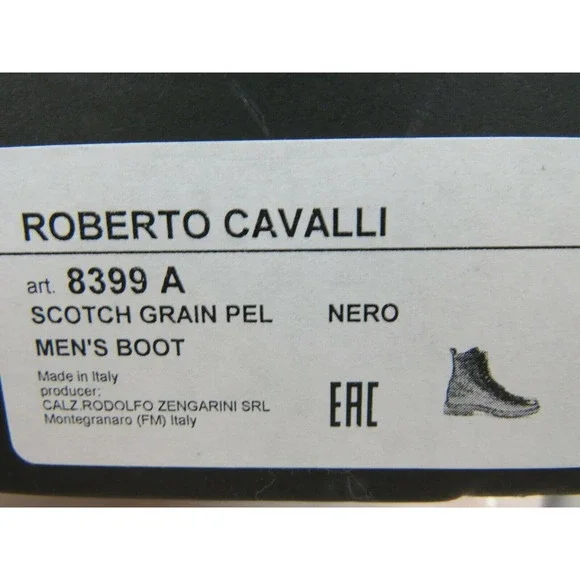 ROBERTO CAVALLI
art. 8399 A
SCOTCH GRAIN PEL NERO
MEN'S BOOT
Made in Italy
producer;
CALZ.RODOLFO ZENGARINI SRL
Montegranaro (FM) Italy
EAC